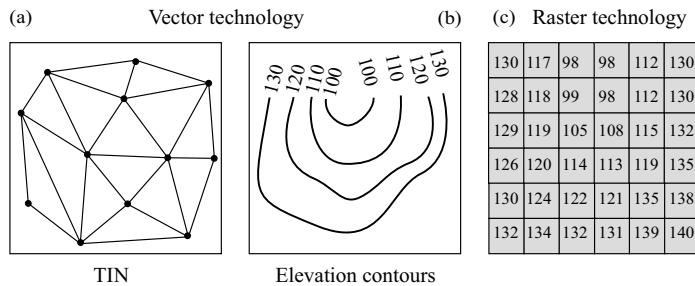 (a) Vector technology (b) (c) Raster technology
130 120 110 100 100 110 120 130
130 117 98 98 112 130
128 118 99 98 112 130
129 119 105 108 115 132
126 120 114 113 119 135
130 124 122 121 135 138
132 134 132 131 139 140
TIN Elevation contours